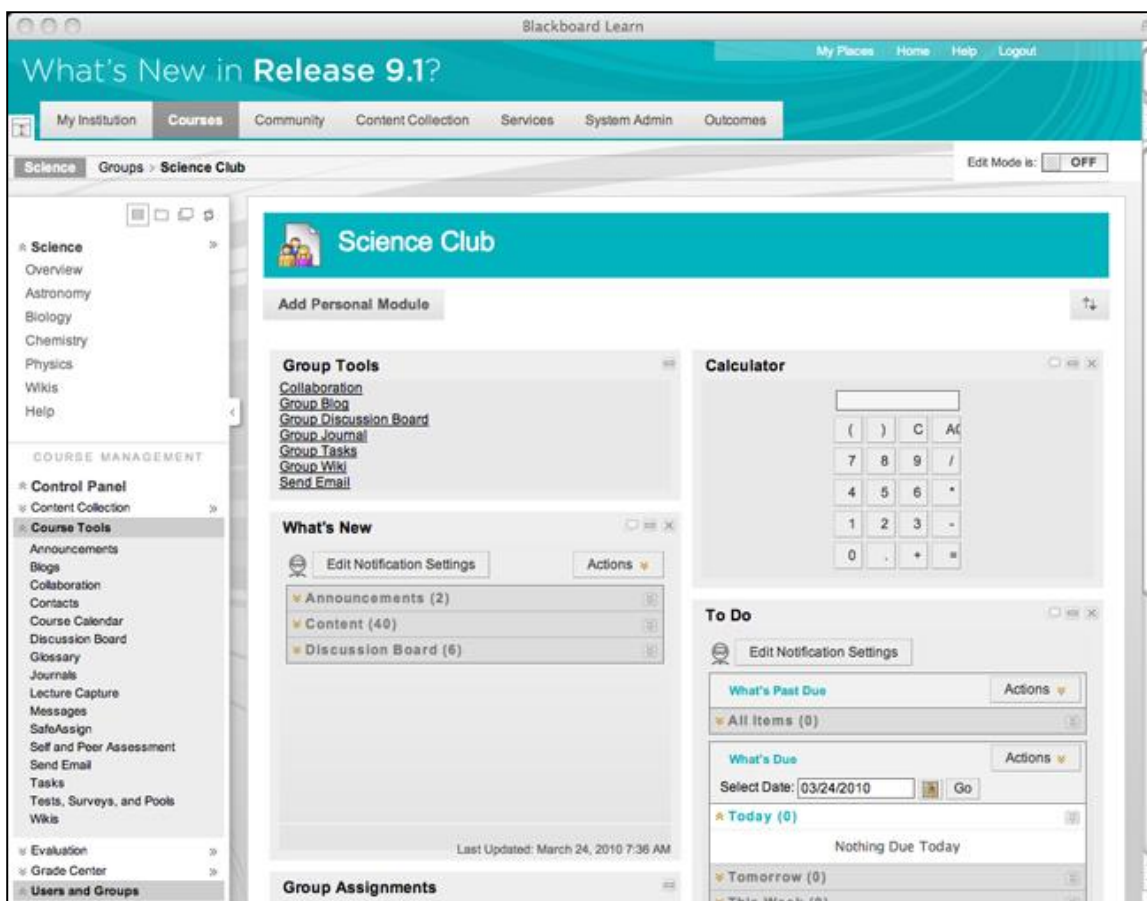 Blackboard Learn
My Places Home Help Logout
What's New in Release 9.1?
My Institution Courses Community Content Collection Services System Admin Outcomes
Science Groups > Science Club
Edit Mode is: OFF
Science
Overview
Astronomy
Biology
Chemistry
Physics
Wikis
Help
COURSE MANAGEMENT
Control Panel
Content Collection
Course Tools
Announcements
Blogs
Collaboration
Contacts
Course Calendar
Discussion Board
Glossary
Journals
Lecture Capture
Messages
SafeAssign
Self and Peer Assessment
Send Email
Tasks
Tests, Surveys, and Pools
Wikis
Evaluation
Grade Center
Users and Groups
Science Club
Add Personal Module
Group Tools
Collaboration
Group Blog
Group Discussion Board
Group Journal
Group Tasks
Group Wiki
Send Email
What's New
Edit Notification Settings Actions
Announcements (2)
Content (40)
Discussion Board (6)
Last Updated: March 24, 2010 7:36 AM
Group Assignments
Calculator
( ) C AC
7 8 9 /
4 5 6 *
1 2 3 -
0 . + =
To Do
Edit Notification Settings
What's Past Due Actions
All Items (0)
What's Due Actions
Select Date: 03/24/2010 Go
Today (0)
Nothing Due Today
Tomorrow (0)
This Week (0)